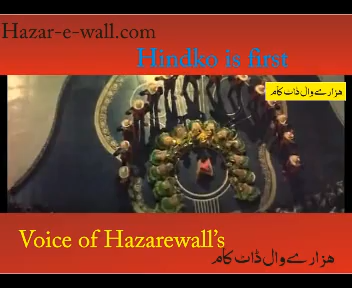 Hazar-e-wall.com
Hindko is first
ہزارے وال ڈاٹ کام
Voice of Hazarewall's
ہزارے وال ڈاٹ کام